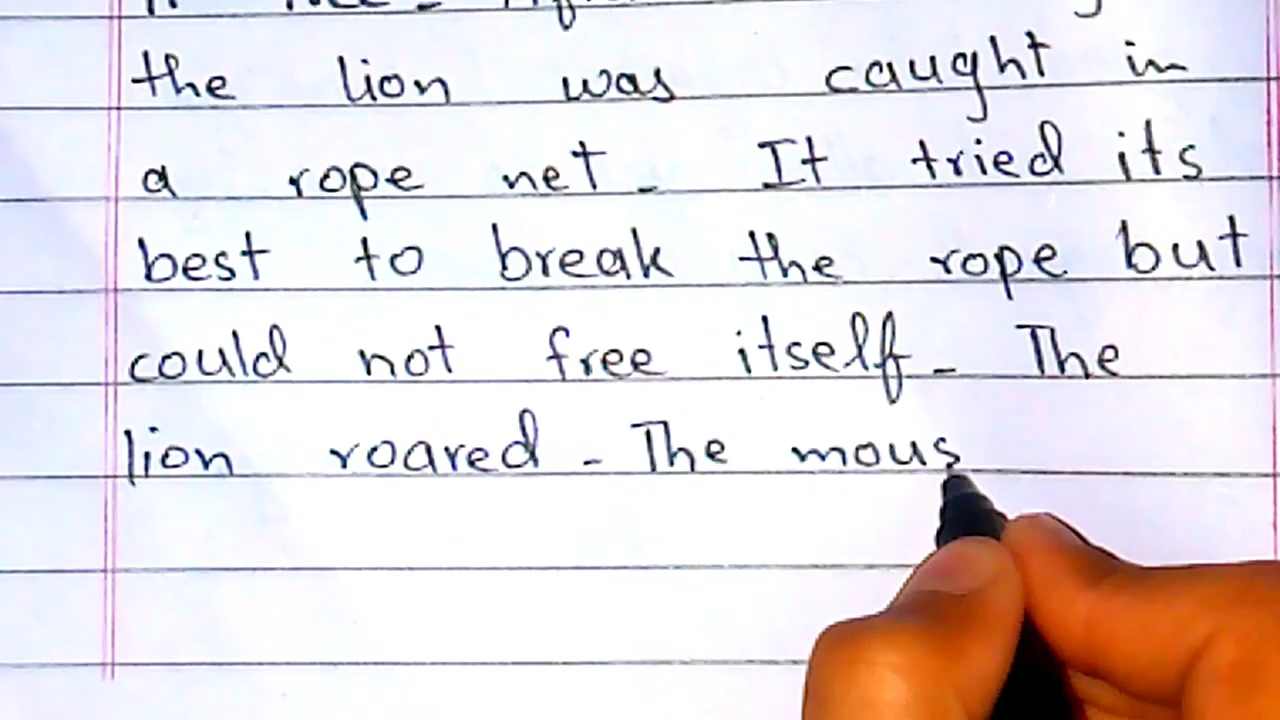 the lion was caught in
a rope net. It tried its
best to break the rope but
could not free itself. The
lion roared. The mous